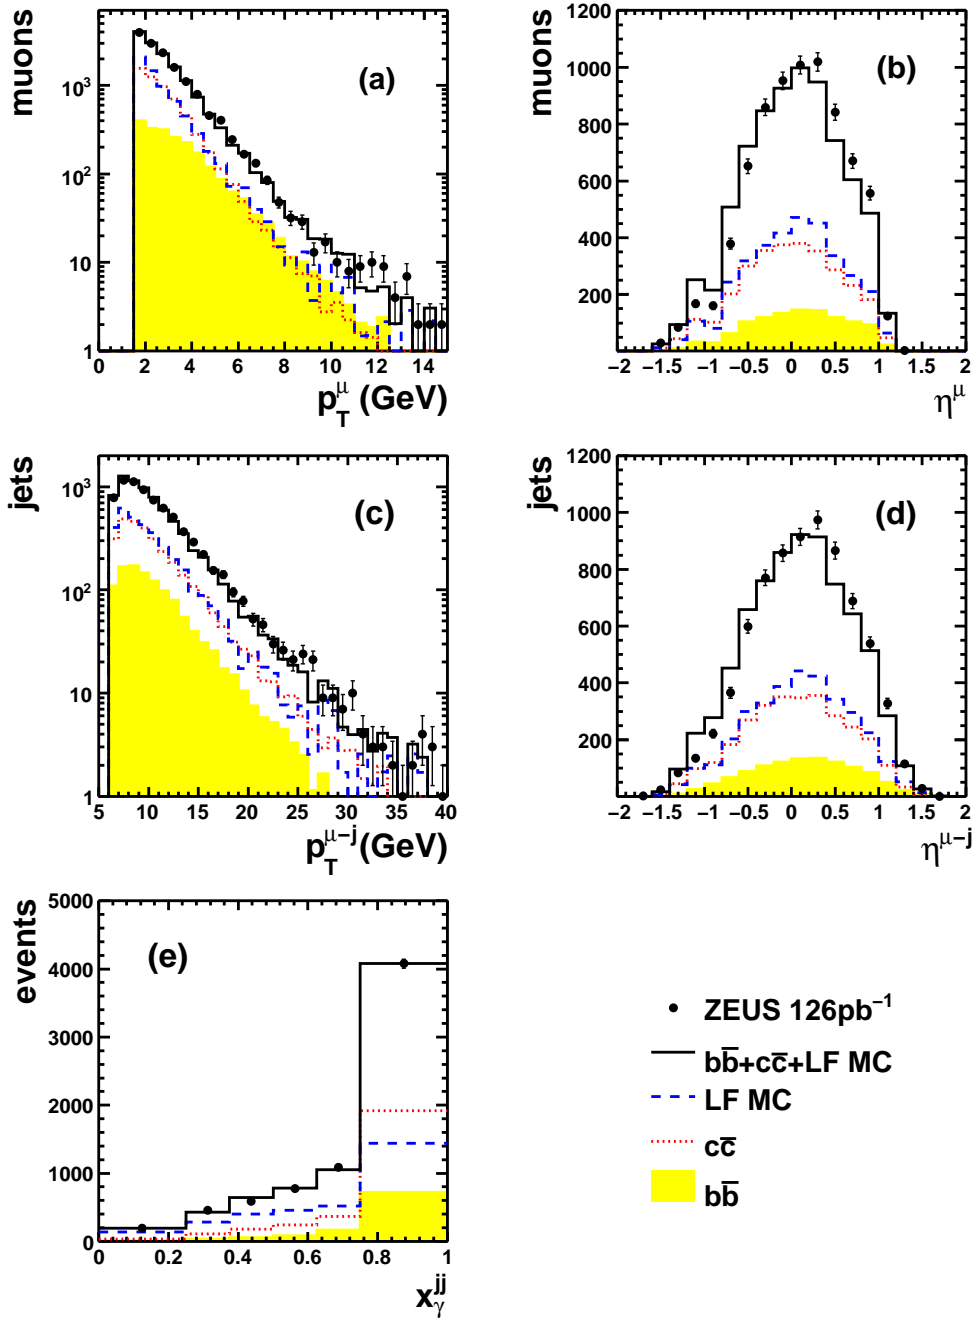 muons
10³
10²
10
1
2 4 6 8 10 12 14
(a)
p_T^μ (GeV)
muons
1200
1000
800
600
400
200
−2 −1.5 −1 −0.5 0 0.5 1 1.5 2
(b)
η^μ
jets
10³
10²
10
1
5 10 15 20 25 30 35 40
(c)
p_T^{μ−j}(GeV)
jets
1200
1000
800
600
400
200
−2 −1.5 −1 −0.5 0 0.5 1 1.5 2
(d)
η^{μ−j}
events
5000
4000
3000
2000
1000
0
0 0.2 0.4 0.6 0.8 1
(e)
x_γ^{jj}
ZEUS 126pb⁻¹
bb̅+cc̅+LF MC
LF MC
cc̅
bb̅